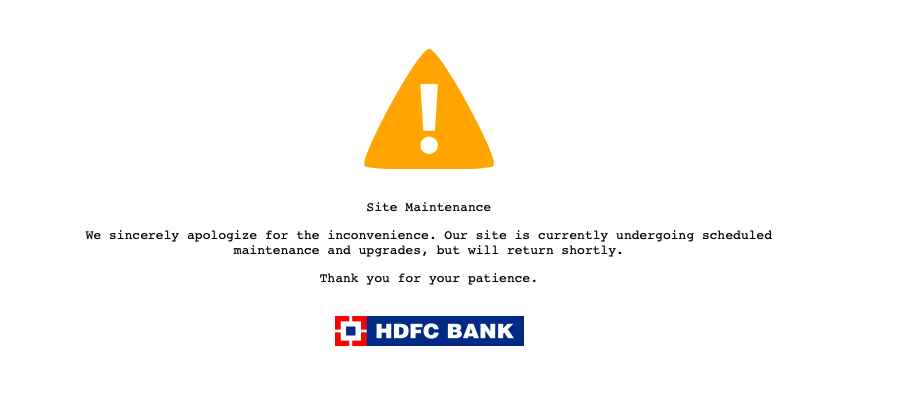 !
Site Maintenance
We sincerely apologize for the inconvenience. Our site is currently undergoing scheduled
maintenance and upgrades, but will return shortly.
Thank you for your patience.
HDFC BANK